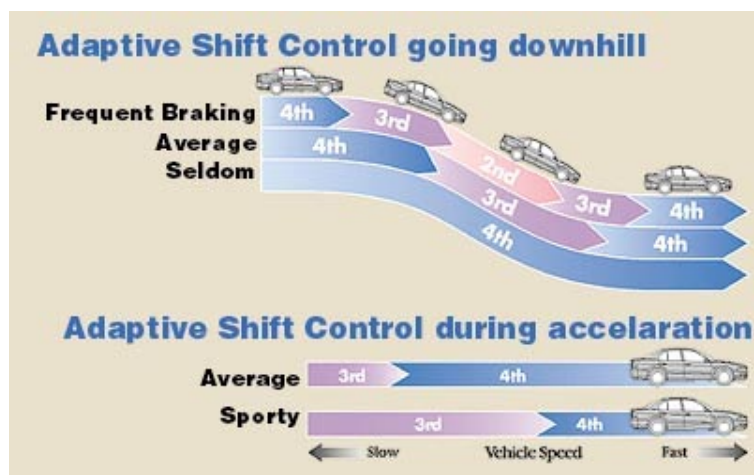 Adaptive Shift Control going downhill
Frequent Braking 4th 3rd 2nd 3rd 4th
Average 4th 3rd 4th
Seldom 4th
Adaptive Shift Control during accelaration
Average 3rd 4th
Sporty 3rd 4th
Slow Vehicle Speed Fast